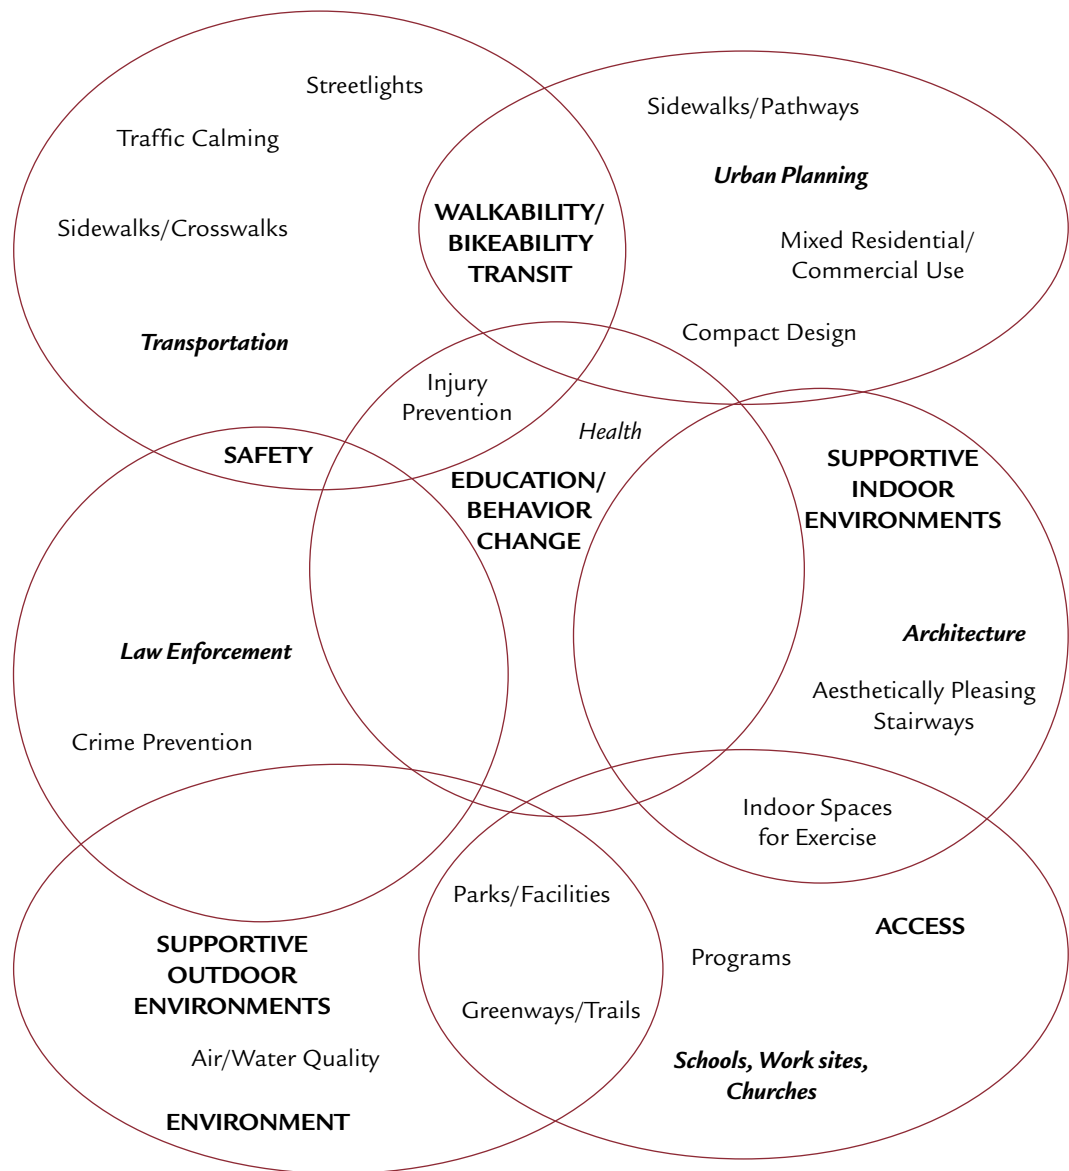 Streetlights
Sidewalks/Pathways
Traffic Calming
Urban Planning
WALKABILITY/
BIKEABILITY
TRANSIT
Sidewalks/Crosswalks
Mixed Residential/
Commercial Use
Transportation
Compact Design
Injury
Prevention
Health
SAFETY
EDUCATION/
BEHAVIOR
CHANGE
SUPPORTIVE
INDOOR
ENVIRONMENTS
Law Enforcement
Architecture
Aesthetically Pleasing
Stairways
Crime Prevention
Indoor Spaces
for Exercise
Parks/Facilities
ACCESS
SUPPORTIVE
OUTDOOR
ENVIRONMENTS
Programs
Greenways/Trails
Air/Water Quality
Schools, Work sites,
Churches
ENVIRONMENT